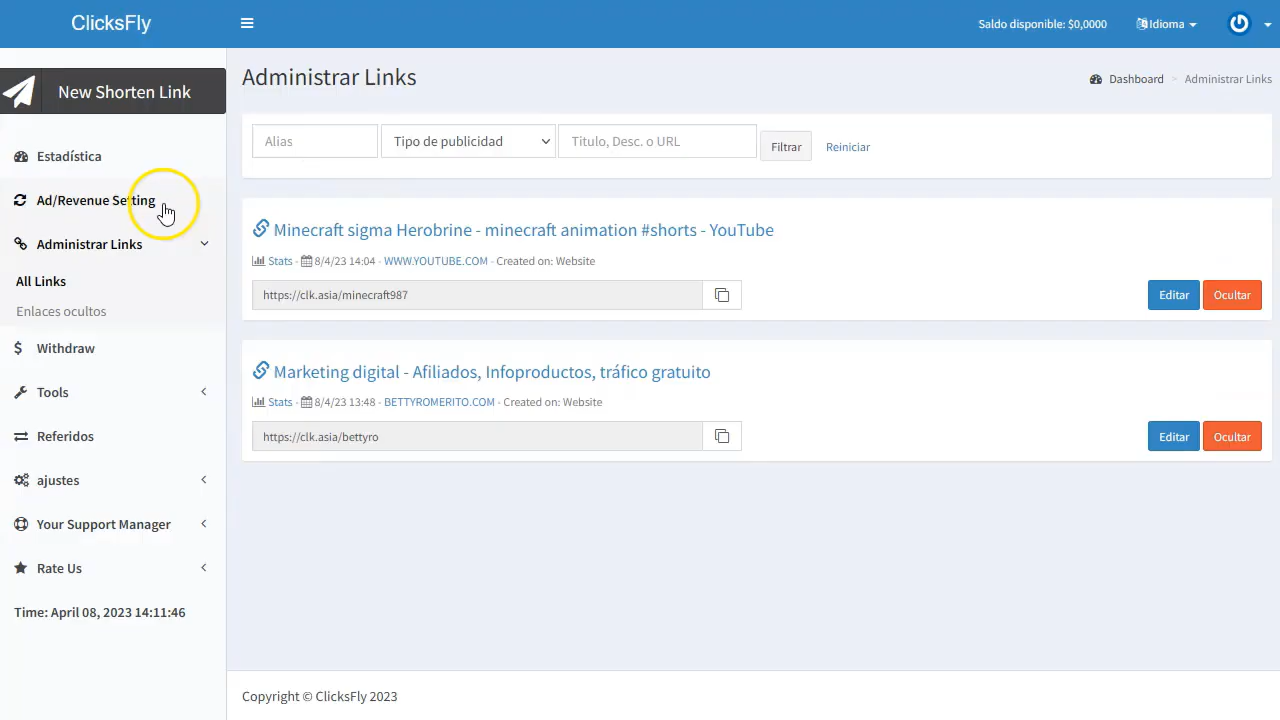 ClicksFly
Saldo disponible: $0,0000
Idioma
New Shorten Link
Administrar Links
Dashboard > Administrar Links
Alias
Tipo de publicidad
Título, Desc. o URL
Filtrar
Reiniciar
Estadística
Ad/Revenue Setting
Administrar Links
All Links
Enlaces ocultos
Withdraw
Tools
Referidos
ajustes
Your Support Manager
Rate Us
Time: April 08, 2023 14:11:46
Minecraft sigma Herobrine - minecraft animation #shorts - YouTube
Stats - 8/4/23 14:04 - WWW.YOUTUBE.COM - Created on: Website
https://clk.asia/minecraft987
Editar
Ocultar
Marketing digital - Afiliados, Infoproductos, tráfico gratuito
Stats - 8/4/23 13:48 - BETTYROMERITO.COM - Created on: Website
https://clk.asia/bettyro
Editar
Ocultar
Copyright © ClicksFly 2023